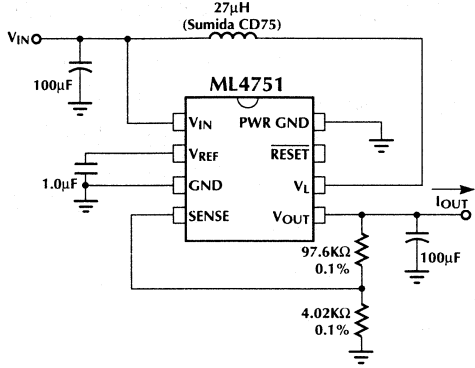 27µH
(Sumida CD75)
VIN
100µF
ML4751
VIN
PWR GND
VREF
RESET
1.0µF
GND
VL
SENSE
VOUT
IOUT
97.6KΩ
0.1%
100µF
4.02KΩ
0.1%